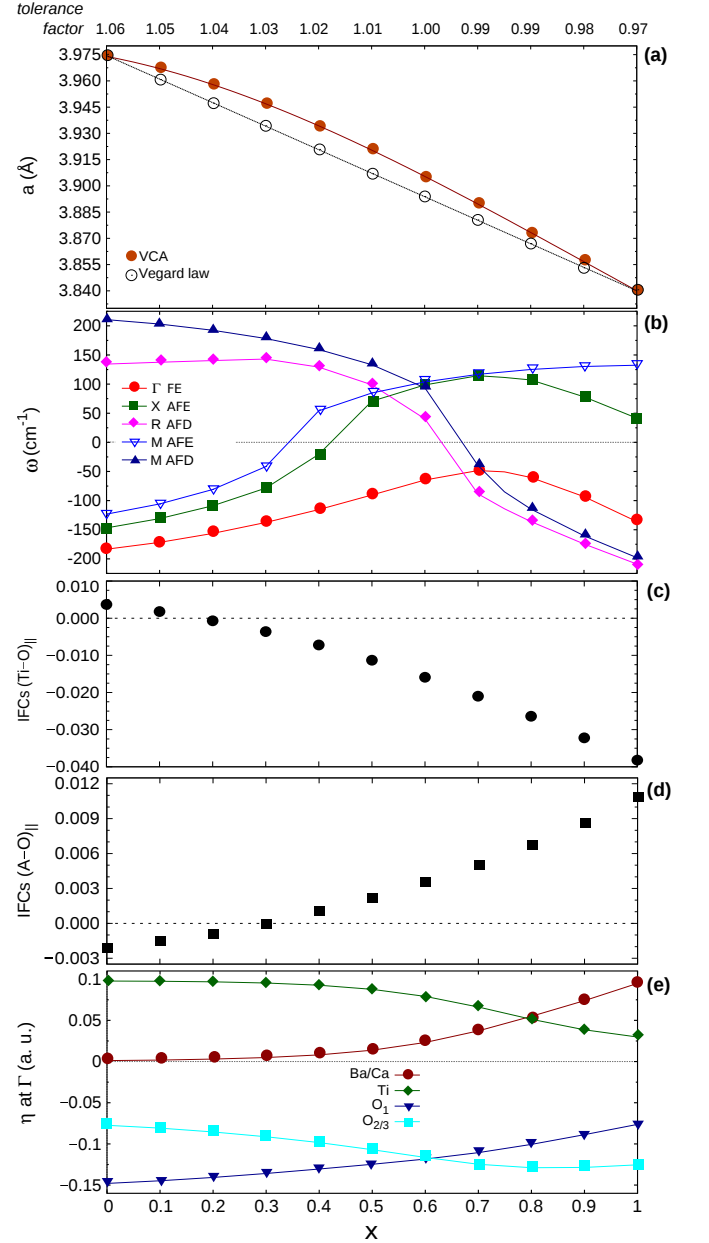 tolerance
factor 1.06 1.05 1.04 1.03 1.02 1.01 1.00 0.99 0.99 0.98 0.97
(a)
3.975
3.960
3.945
3.930
3.915
3.900
3.885
3.870
3.855
3.840
a (Å)
VCA
Vegard law
(b)
200
150
100
50
0
-50
-100
-150
-200
ω (cm⁻¹)
Γ FE
X AFE
R AFD
M AFE
M AFD
(c)
0.010
0.000
−0.010
−0.020
−0.030
−0.040
IFCs (Ti−O)||
(d)
0.012
0.009
0.006
0.003
0.000
−0.003
IFCs (A−O)||
(e)
0.1
0.05
0
−0.05
−0.1
−0.15
η at Γ (a. u.)
Ba/Ca
Ti
O₁
O₂/₃
0 0.1 0.2 0.3 0.4 0.5 0.6 0.7 0.8 0.9 1
x